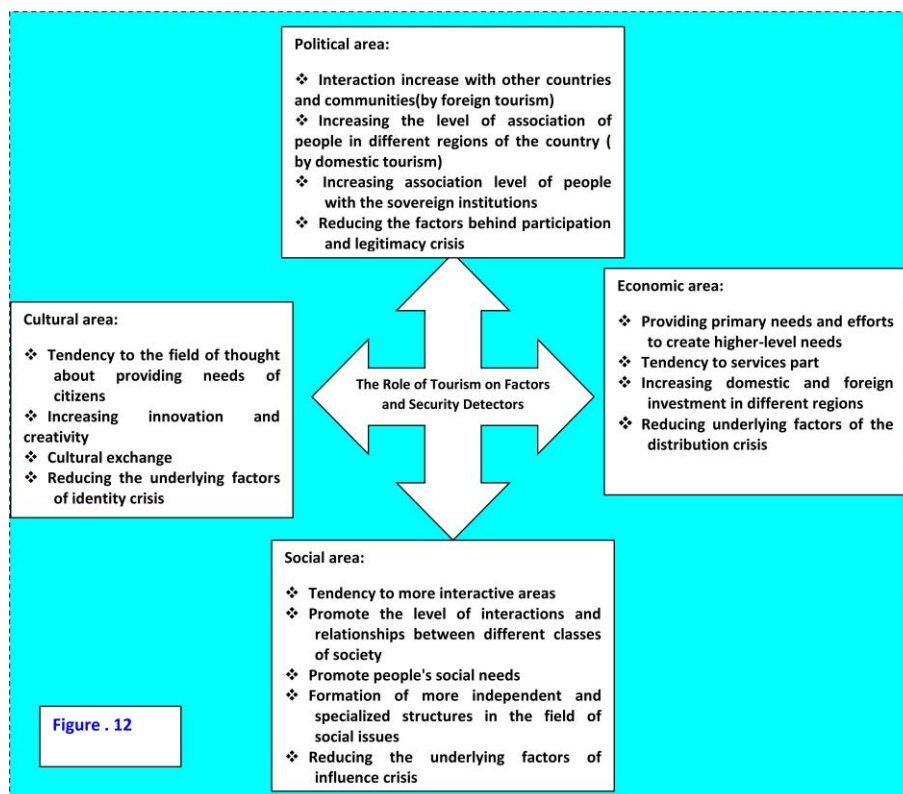 Political area:
❖ Interaction increase with other countries
and communities(by foreign tourism)
❖ Increasing the level of association of
people in different regions of the country (
by domestic tourism)
❖ Increasing association level of people
with the sovereign institutions
❖ Reducing the factors behind participation
and legitimacy crisis
Cultural area:
❖ Tendency to the field of thought
about providing needs of
citizens
❖ Increasing innovation and
creativity
❖ Cultural exchange
❖ Reducing the underlying factors
of identity crisis
The Role of Tourism on Factors
and Security Detectors
Economic area:
❖ Providing primary needs and efforts
to create higher-level needs
❖ Tendency to services part
❖ Increasing domestic and foreign
investment in different regions
❖ Reducing underlying factors of the
distribution crisis
Social area:
❖ Tendency to more interactive areas
❖ Promote the level of interactions and
relationships between different classes
of society
❖ Promote people's social needs
❖ Formation of more independent and
specialized structures in the field of
social issues
❖ Reducing the underlying factors of
influence crisis
Figure . 12